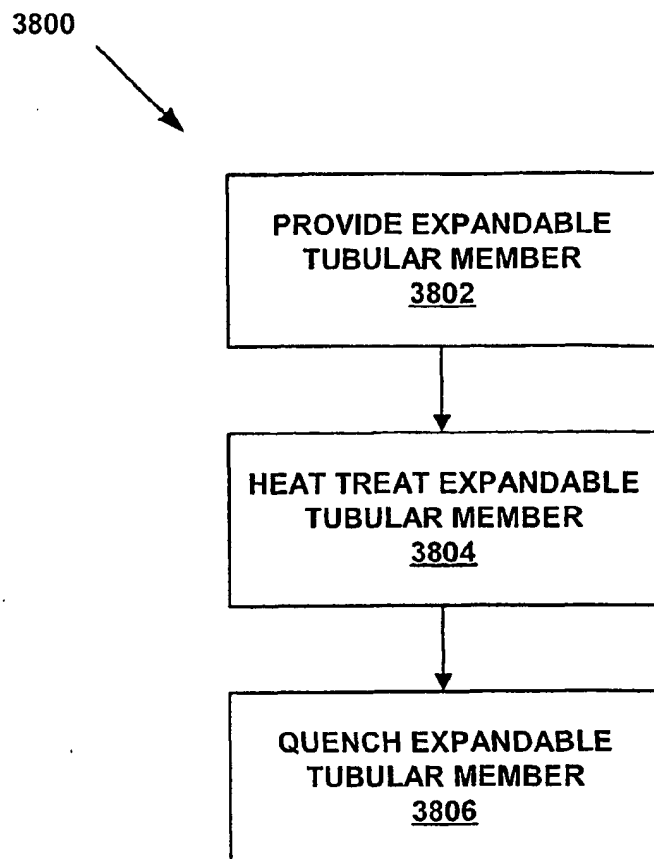 3800
PROVIDE EXPANDABLE
TUBULAR MEMBER
3802
HEAT TREAT EXPANDABLE
TUBULAR MEMBER
3804
QUENCH EXPANDABLE
TUBULAR MEMBER
3806